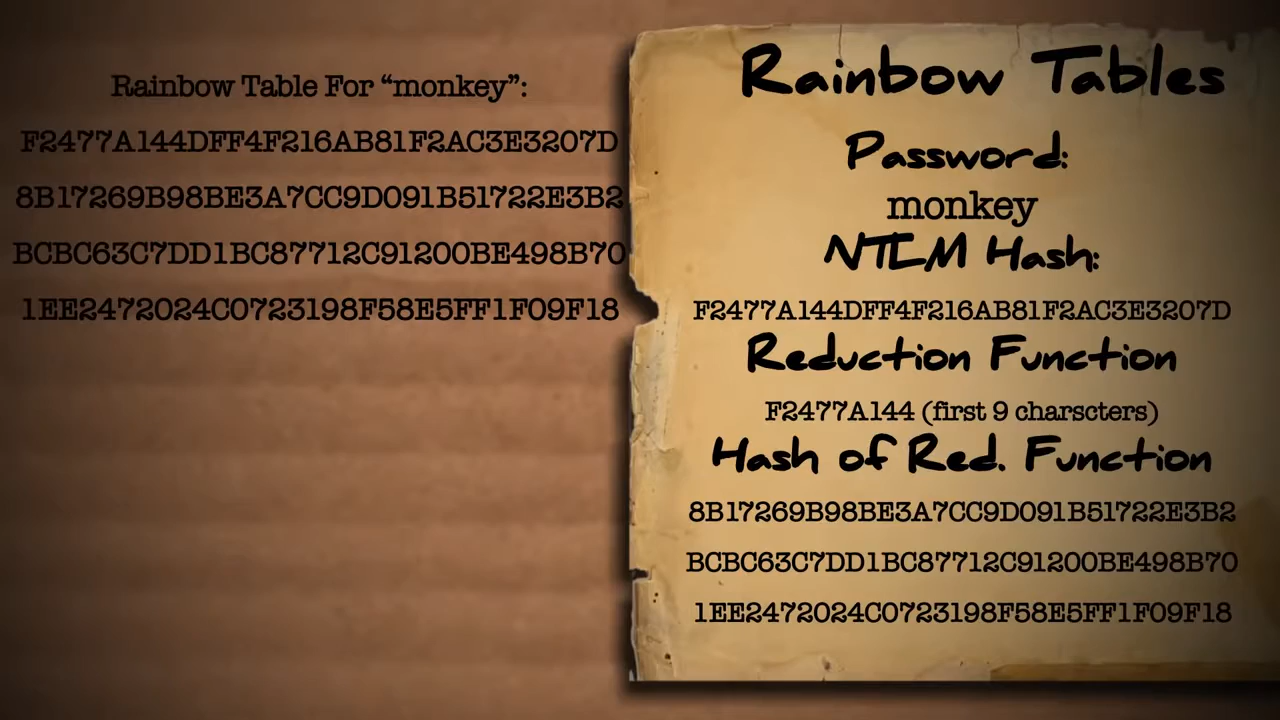 Rainbow Table For “monkey”:
F2477A144DFF4F216AB81F2AC3E3207D
8B17269B98BE3A7CC9D091B51722E3B2
BCBC63C7DD1BC87712C91200BE498B70
1EE2472024C0723198F58E5FF1F09F18
Rainbow Tables
Password:
monkey
NTLM Hash:
F2477A144DFF4F216AB81F2AC3E3207D
Reduction Function
F2477A144 (first 9 charscters)
Hash of Red. Function
8B17269B98BE3A7CC9D091B51722E3B2
BCBC63C7DD1BC87712C91200BE498B70
1EE2472024C0723198F58E5FF1F09F18